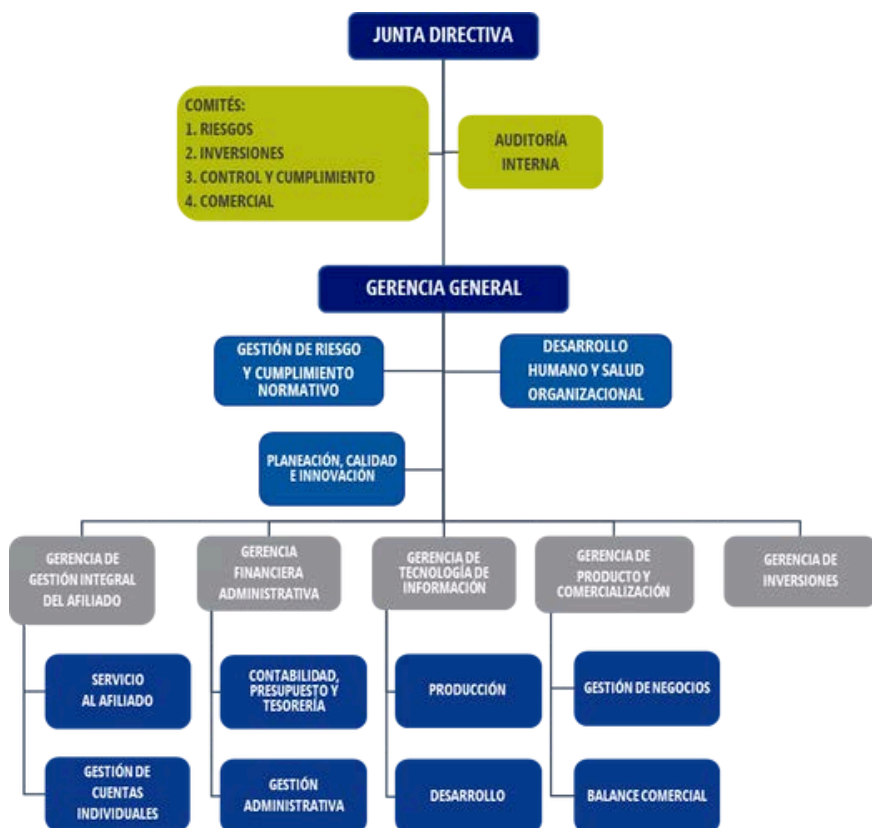 JUNTA DIRECTIVA
COMITÉS:
1. RIESGOS
2. INVERSIONES
3. CONTROL Y CUMPLIMIENTO
4. COMERCIAL
AUDITORÍA
INTERNA
GERENCIA GENERAL
GESTIÓN DE RIESGO
Y CUMPLIMIENTO
NORMATIVO
DESARROLLO
HUMANO Y SALUD
ORGANIZACIONAL
PLANEACIÓN, CALIDAD
E INNOVACIÓN
GERENCIA DE
GESTIÓN INTEGRAL
DEL AFILIADO
GERENCIA
FINANCIERA
ADMINISTRATIVA
GERENCIA DE
TECNOLOGÍA DE
INFORMACIÓN
GERENCIA DE
PRODUCTO Y
COMERCIALIZACIÓN
GERENCIA DE
INVERSIONES
SERVICIO
AL AFILIADO
CONTABILIDAD,
PRESUPUESTO Y
TESORERÍA
PRODUCCIÓN
GESTIÓN DE NEGOCIOS
GESTIÓN DE
CUENTAS
INDIVIDUALES
GESTIÓN
ADMINISTRATIVA
DESARROLLO
BALANCE COMERCIAL